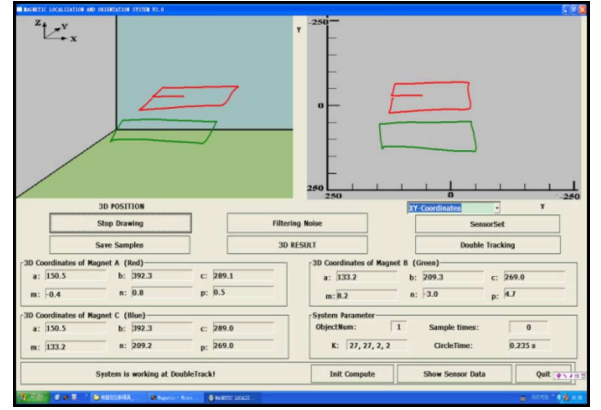 MAGNETIC LOCALIZATION AND ORIENTATION SYSTEM V2.0
Z
Y
X
Y
-250
0
250
250
0
-250
3D POSITION
XY-Coordinates
X
Stop Drawing
Filtering Noise
SensorSet
Save Samples
3D RESULT
Double Tracking
3D Coordinates of Magnet A (Red)
a: 150.5 b: 392.3 c: 289.1
m: -0.4 n: 0.8 p: 0.5
3D Coordinates of Magnet B (Green)
a: 133.2 b: 209.3 c: 269.0
m: 8.2 n: -3.0 p: 4.7
3D Coordinates of Magnet C (Blue)
a: 150.5 b: 392.3 c: 289.0
m: 133.2 n: 209.2 p: 269.0
System Parameter
ObjectNum: 1 Sample times: 0
K: 27, 27, 2, 2 CircleTime: 0.235 s
System is working at DoubleTrack!
Init Compute
Show Sensor Data
Quit